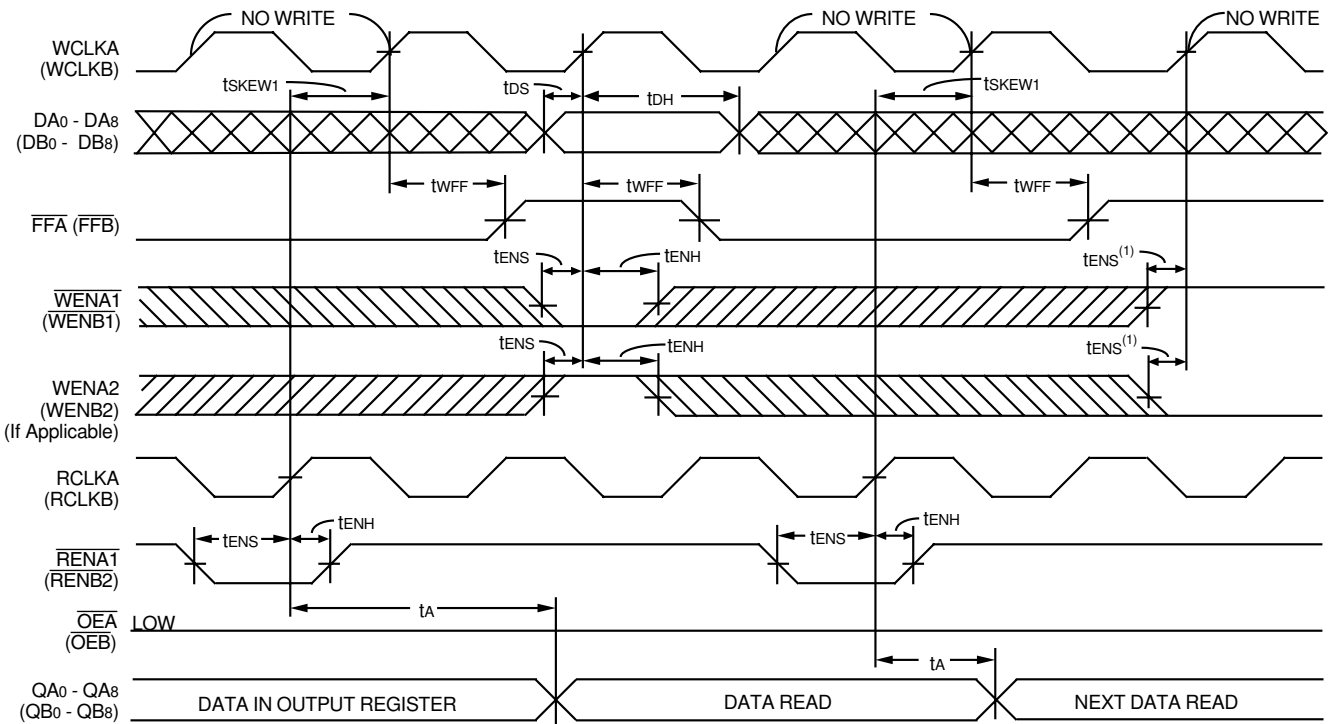 NO WRITE NO WRITE NO WRITE
WCLKA
(WCLKB)
tSKEW1 tDS tDH tSKEW1
DA0 - DA8
(DB0 - DB8)
tWFF tWFF tWFF
FFA (FFB)
tENS tENH tENS(1)
WENA1
(WENB1)
tENS tENH tENS(1)
WENA2
(WENB2)
(If Applicable)
RCLKA
(RCLKB)
tENS tENH tENS tENH
RENA1
(RENB2)
tA
OEA LOW
(OEB)
tA
QA0 - QA8
(QB0 - QB8)
DATA IN OUTPUT REGISTER DATA READ NEXT DATA READ